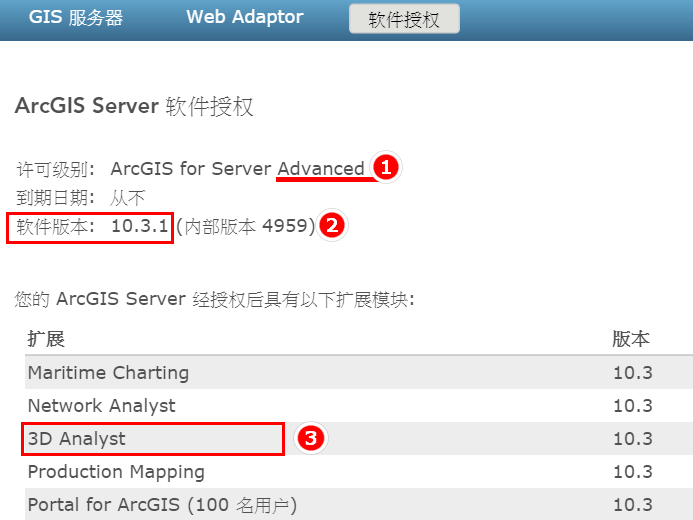 GIS 服务器 Web Adaptor 软件授权
ArcGIS Server 软件授权
许可级别: ArcGIS for Server Advanced 1
到期日期: 从不
软件版本: 10.3.1 (内部版本 4959) 2
您的 ArcGIS Server 经授权后具有以下扩展模块:
扩展 版本
Maritime Charting 10.3
Network Analyst 10.3
3D Analyst 3 10.3
Production Mapping 10.3
Portal for ArcGIS (100 名用户) 10.3